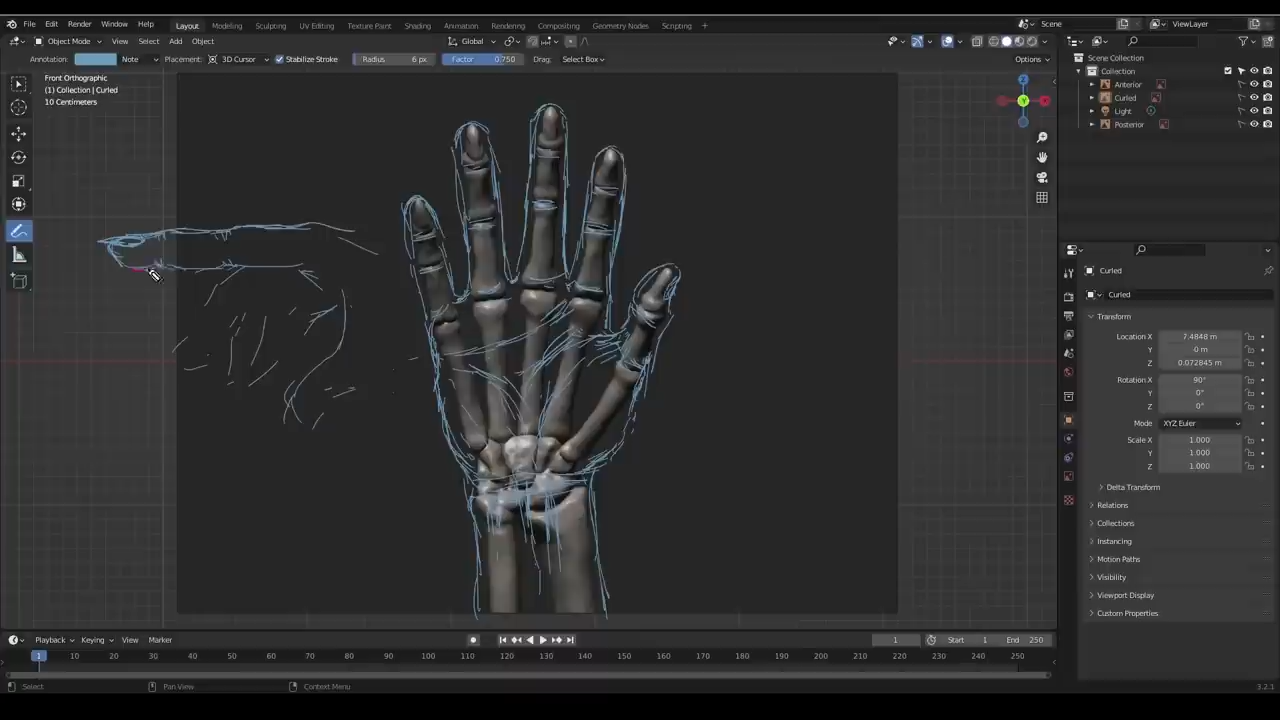 File Edit Render Window Help Layout Modeling Sculpting UV Editing Texture Paint Shading Animation Rendering Compositing Geometry Nodes Scripting + Scene ViewLayer
Object Mode View Select Add Object Global Options
Annotation: Note Placement: 3D Cursor Stabilize Stroke Radius 6 px Factor 0.750 Drag: Select Box
Front Orthographic
(1) Collection | Curled
10 Centimeters
Z
Y
X
Scene Collection
Collection
Anterior
Curled
Light
Posterior
Curled
Curled
Transform
Location X 7.4848 m
Y 0 m
Z 0.072845 m
Rotation X 90°
Y 0°
Z 0°
Mode XYZ Euler
Scale X 1.000
Y 1.000
Z 1.000
Delta Transform
Relations
Collections
Instancing
Motion Paths
Visibility
Viewport Display
Custom Properties
Playback Keying View Marker 1 Start 1 End 250
1 10 20 30 40 50 60 70 80 90 100 110 120 130 140 150 160 170 180 190 200 210 220 230 240 250
Select Pan View Context Menu 3.2.1